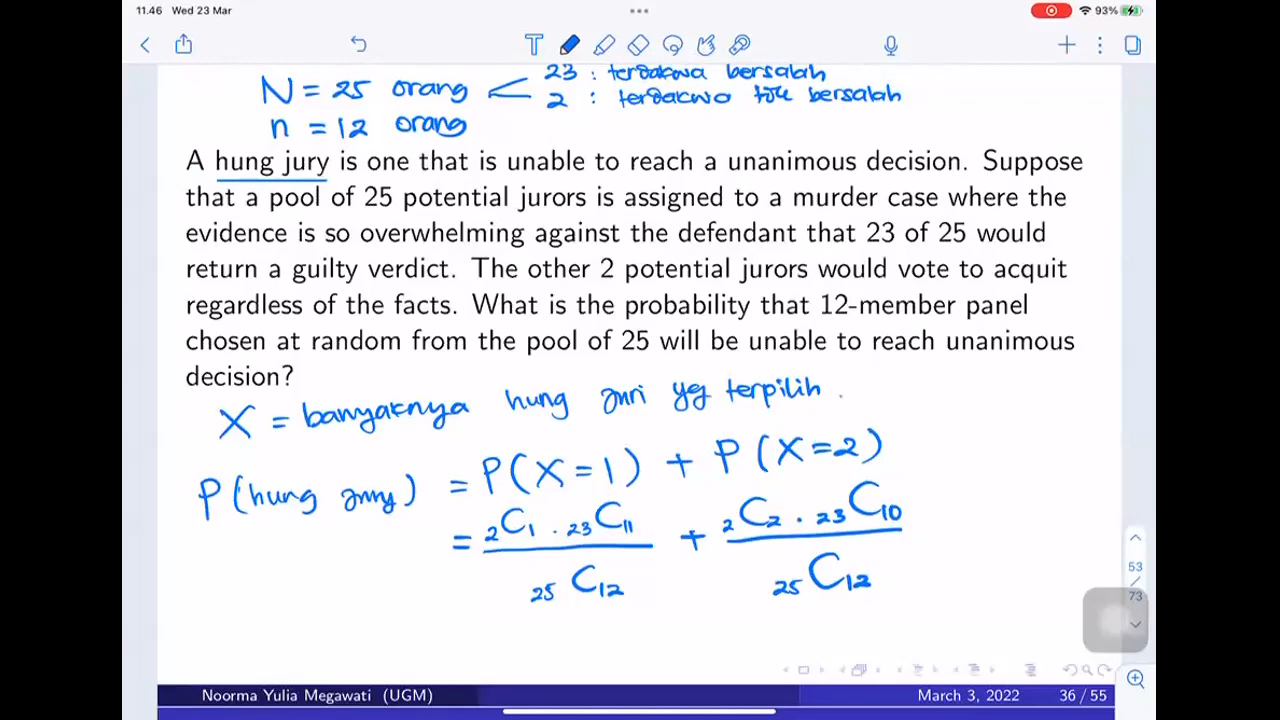 11.46 Wed 23 Mar
93%
N = 25 orang
23 : terdakwa bersalah
2 : terdakwa tdk bersalah
n = 12 orang
A hung jury is one that is unable to reach a unanimous decision. Suppose
that a pool of 25 potential jurors is assigned to a murder case where the
evidence is so overwhelming against the defendant that 23 of 25 would
return a guilty verdict. The other 2 potential jurors would vote to acquit
regardless of the facts. What is the probability that 12-member panel
chosen at random from the pool of 25 will be unable to reach unanimous
decision?
X = banyaknya hung juri yg terpilih .
P (hung jury) = P(X=1) + P(X=2)
= ₂C₁ . ₂₃C₁₁ / ₂₅C₁₂ + ₂C₂ . ₂₃C₁₀ / ₂₅C₁₂
53 / 73
Noorma Yulia Megawati (UGM) March 3, 2022 36 / 55